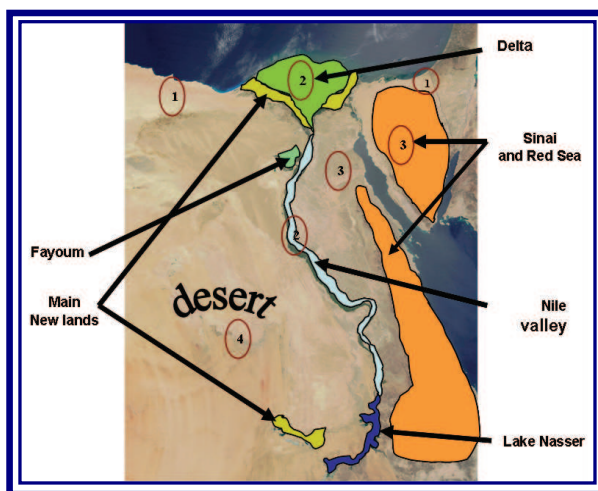 Delta
2
1
1
Sinai
and Red Sea
3
3
Fayoum
2
desert
Main
New lands
Nile
valley
4
Lake Nasser